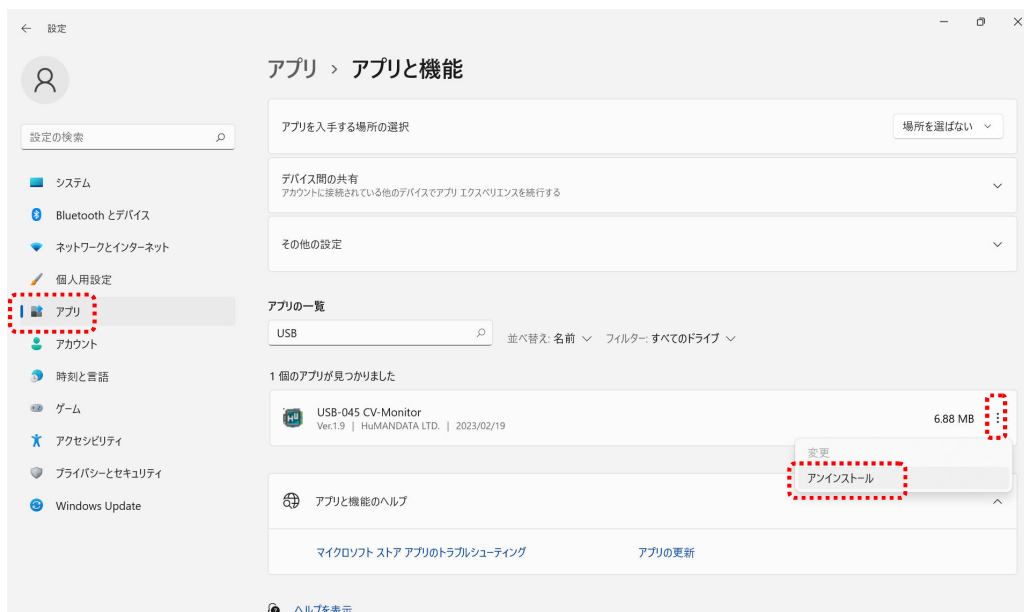 設定
設定の検索
システム
Bluetooth とデバイス
ネットワークとインターネット
個人用設定
アプリ
アカウント
時刻と言語
ゲーム
アクセシビリティ
プライバシーとセキュリティ
Windows Update
アプリ › アプリと機能
アプリを入手する場所の選択
場所を選ばない
デバイス間の共有
アカウントに接続されている他のデバイスでアプリ エクスペリエンスを続行する
その他の設定
アプリの一覧
USB
並べ替え: 名前
フィルター: すべてのドライブ
1 個のアプリが見つかりました
USB-045 CV-Monitor
Ver.1.9 | HuMANDATA LTD. | 2023/02/19
6.88 MB
変更
アンインストール
アプリと機能のヘルプ
マイクロソフト ストア アプリのトラブルシューティング
アプリの更新
ヘルプを表示